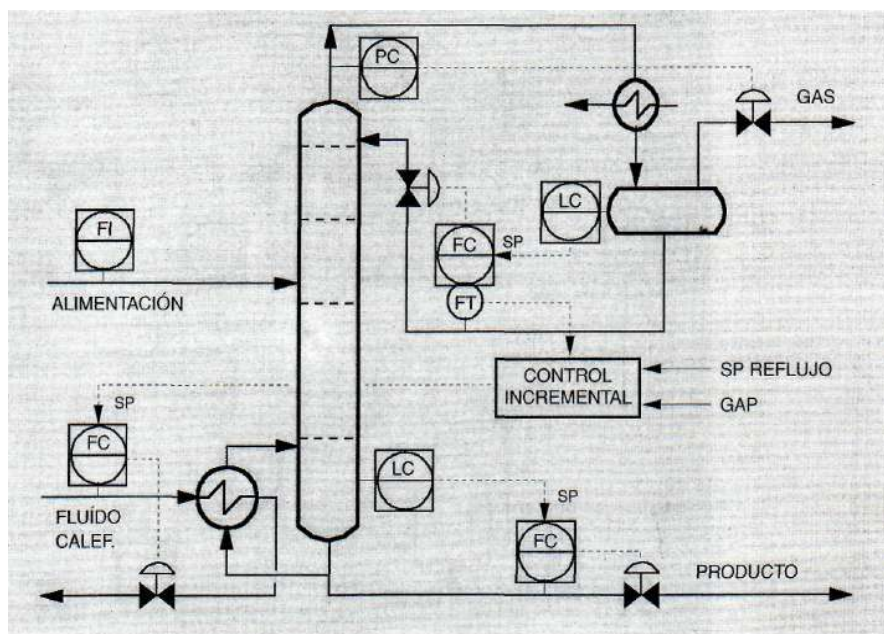 PC
GAS
LC
FI
FC
SP
FT
ALIMENTACIÓN
CONTROL
INCREMENTAL
SP REFLUJO
GAP
SP
FC
LC
SP
FLUÍDO
CALEF.
FC
PRODUCTO